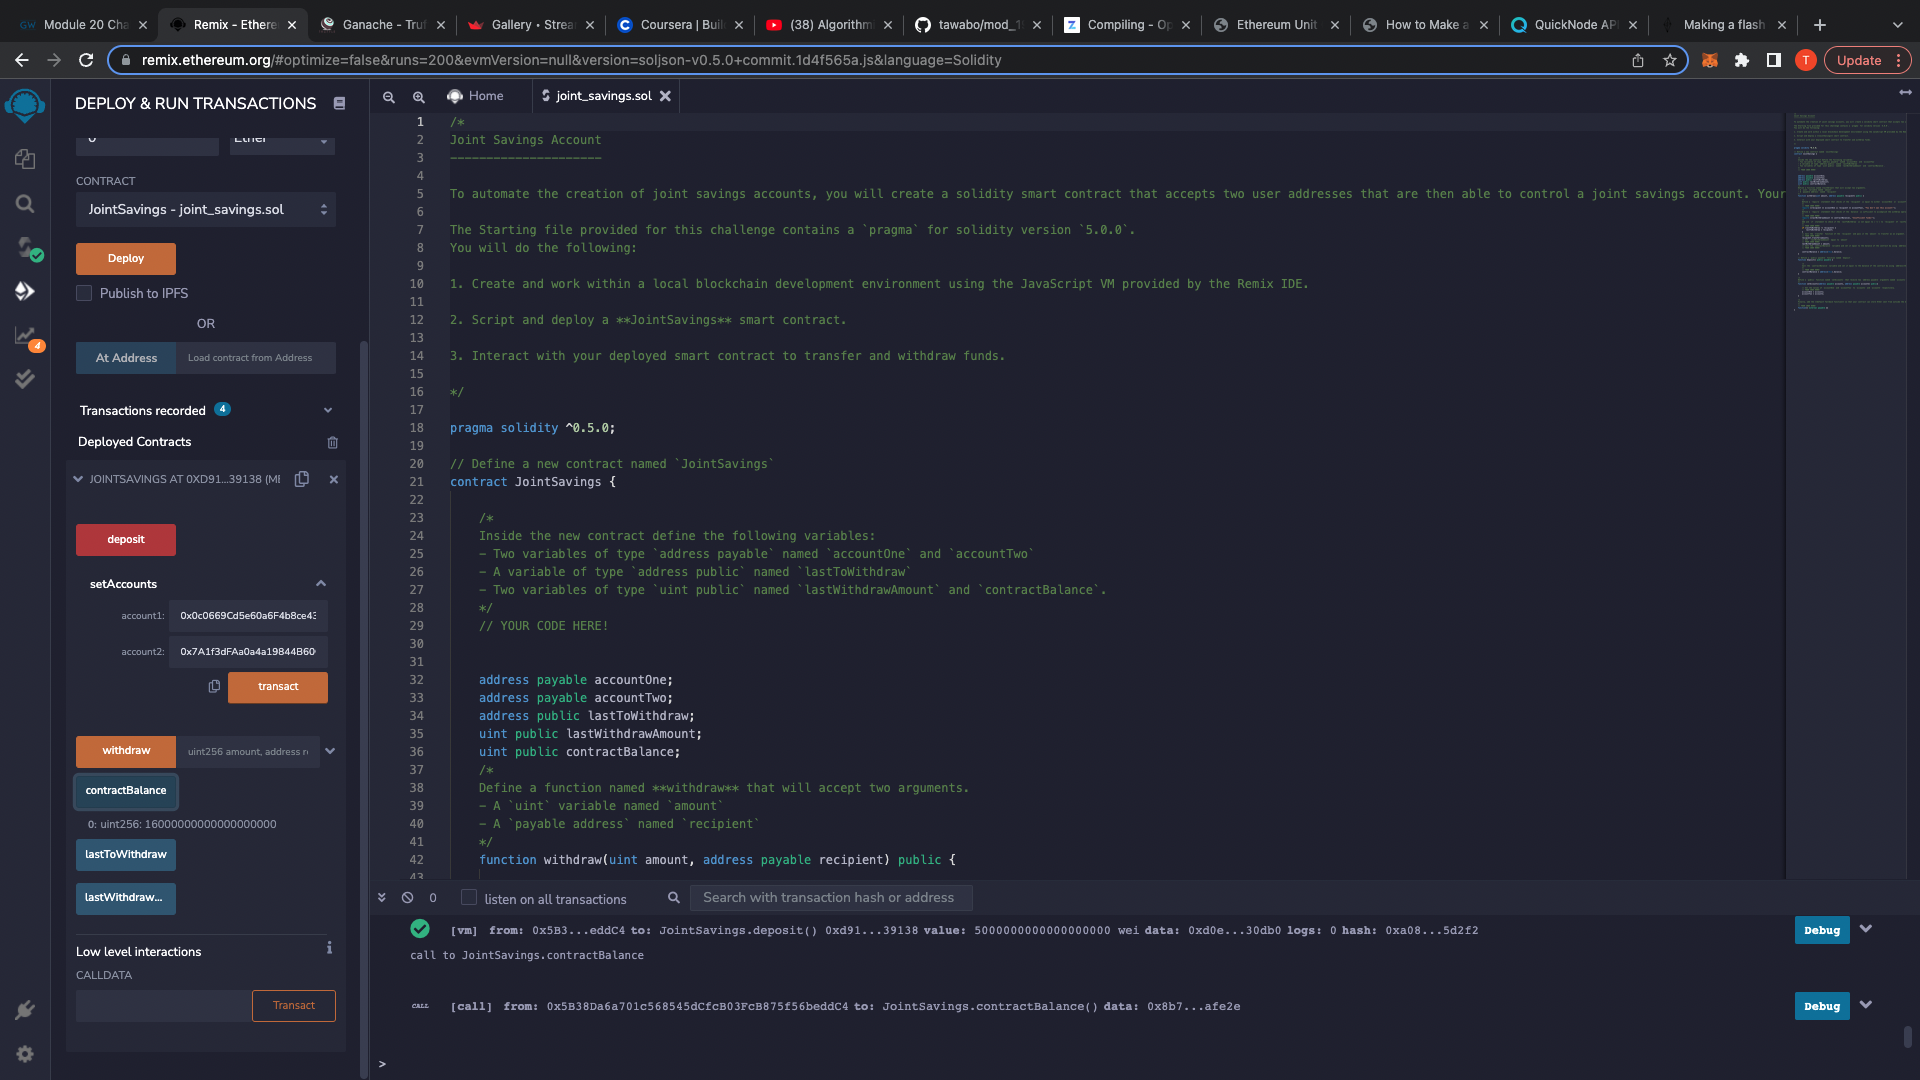 Module 20 Cha
Remix - Ethere
Ganache - Truf
Gallery • Strea
Coursera | Buil
(38) Algorithm
tawabo/mod_1
Compiling - Op
Ethereum Unit
How to Make a
QuickNode API
Making a flash
remix.ethereum.org/#optimize=false&runs=200&evmVersion=null&version=soljson-v0.5.0+commit.1d4f565a.js&language=Solidity
T
Update
DEPLOY & RUN TRANSACTIONS
0
Ether
CONTRACT
JointSavings - joint_savings.sol
Deploy
Publish to IPFS
OR
At Address
Load contract from Address
4
Transactions recorded 4
Deployed Contracts
JOINTSAVINGS AT 0XD91...39138 (ME
deposit
setAccounts
account1: 0x0c0669Cd5e60a6F4b8ce43
account2: 0x7A1f3dFAa0a4a19844B60
transact
withdraw
uint256 amount, address re
contractBalance
0: uint256: 16000000000000000000
lastToWithdraw
lastWithdraw...
Low level interactions
i
CALLDATA
Transact
Home
joint_savings.sol
1 /*
2 Joint Savings Account
3 ---------------------
4
5 To automate the creation of joint savings accounts, you will create a solidity smart contract that accepts two user addresses that are then able to control a joint savings account. Your
6
7 The Starting file provided for this challenge contains a `pragma` for solidity version `5.0.0`.
8 You will do the following:
9
10 1. Create and work within a local blockchain development environment using the JavaScript VM provided by the Remix IDE.
11
12 2. Script and deploy a **JointSavings** smart contract.
13
14 3. Interact with your deployed smart contract to transfer and withdraw funds.
15
16 */
17
18 pragma solidity ^0.5.0;
19
20 // Define a new contract named `JointSavings`
21 contract JointSavings {
22
23 /*
24 Inside the new contract define the following variables:
25 - Two variables of type `address payable` named `accountOne` and `accountTwo`
26 - A variable of type `address public` named `lastToWithdraw`
27 - Two variables of type `uint public` named `lastWithdrawAmount` and `contractBalance`.
28 */
29 // YOUR CODE HERE!
30
31
32 address payable accountOne;
33 address payable accountTwo;
34 address public lastToWithdraw;
35 uint public lastWithdrawAmount;
36 uint public contractBalance;
37 /*
38 Define a function named **withdraw** that will accept two arguments.
39 - A `uint` variable named `amount`
40 - A `payable address` named `recipient`
41 */
42 function withdraw(uint amount, address payable recipient) public {
43
0
listen on all transactions
Search with transaction hash or address
[vm] from: 0x5B3...eddC4 to: JointSavings.deposit() 0xd91...39138 value: 5000000000000000000 wei data: 0xd0e...30db0 logs: 0 hash: 0xa08...5d2f2
Debug
call to JointSavings.contractBalance
CALL [call] from: 0x5B38Da6a701c568545dCfcB03FcB875f56beddC4 to: JointSavings.contractBalance() data: 0x8b7...afe2e
Debug
>